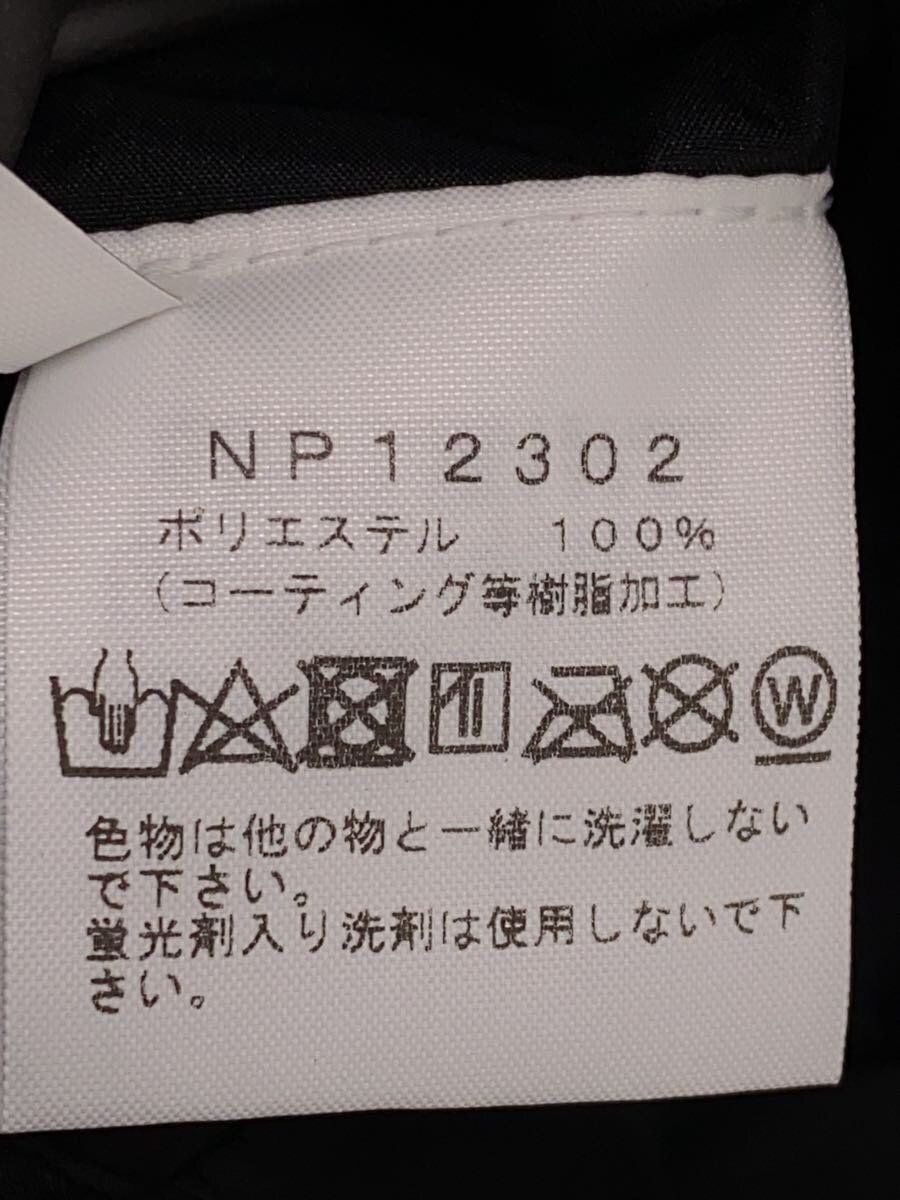 NP12302
ポリエステル 100%
(コーティング等樹脂加工)
W
色物は他の物と一緒に洗濯しない
で下さい。
蛍光剤入り洗剤は使用しないで下
さい。